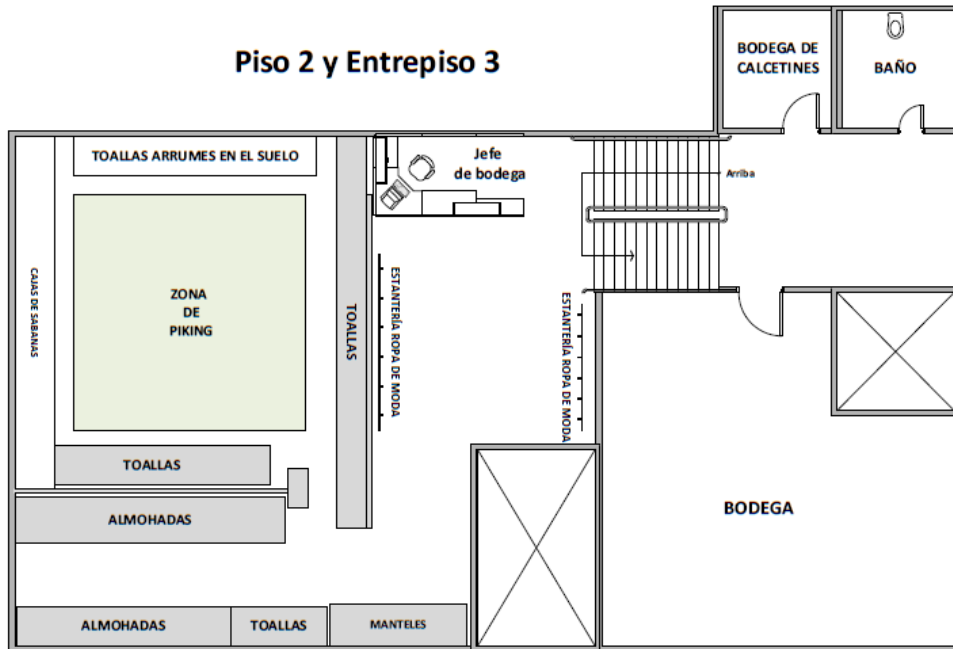 Piso 2 y Entrepiso 3
BODEGA DE
CALCETINES
BAÑO
TOALLAS ARRUMES EN EL SUELO
Jefe
de bodega
Arriba
CAJAS DE SABANAS
ZONA
DE
PIKING
TOALLAS
ESTANTERÍA ROPA DE MODA
ESTANTERÍA ROPA DE MODA
TOALLAS
ALMOHADAS
BODEGA
ALMOHADAS
TOALLAS
MANTELES